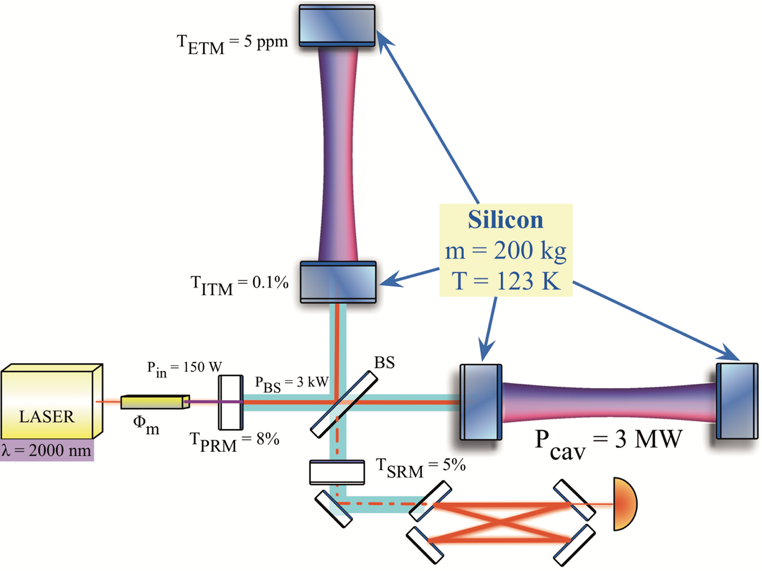 T_ETM = 5 ppm
Silicon
m = 200 kg
T = 123 K
T_ITM = 0.1%
BS
P_in = 150 W
P_BS = 3 kW
LASER
Φ_m
T_PRM = 8%
λ = 2000 nm
P_cav = 3 MW
T_SRM = 5%